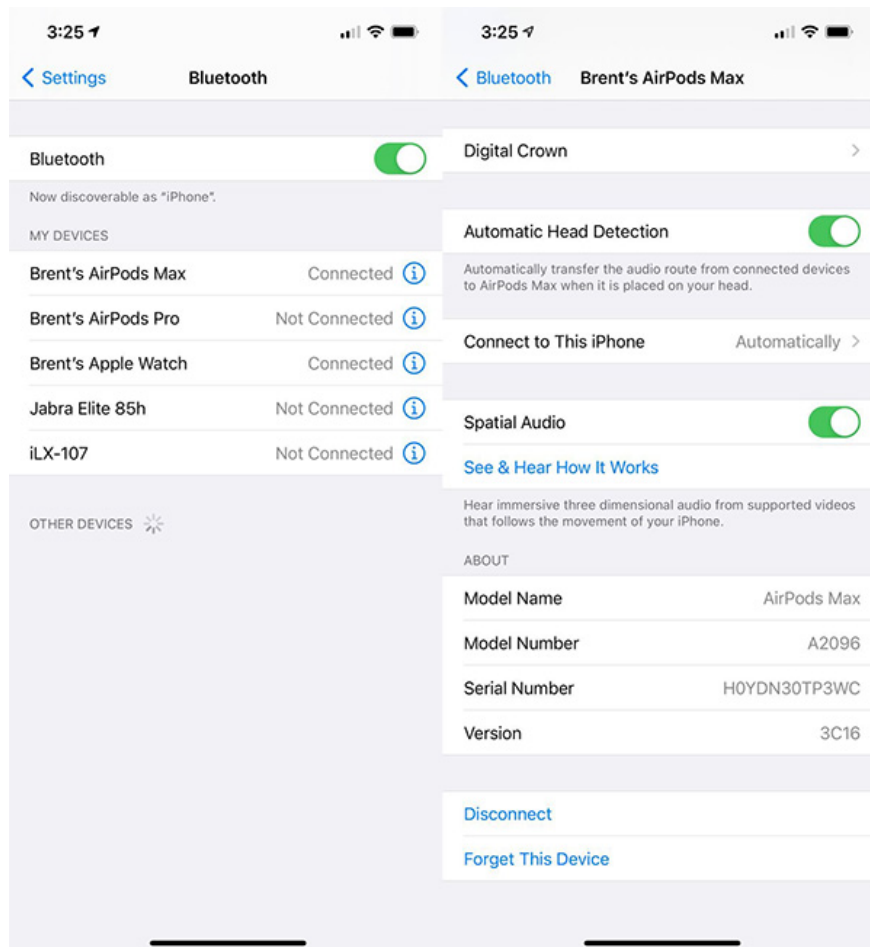 3:25
Settings
Bluetooth
Bluetooth
Now discoverable as “iPhone”.
MY DEVICES
Brent’s AirPods Max Connected
Brent’s AirPods Pro Not Connected
Brent’s Apple Watch Connected
Jabra Elite 85h Not Connected
iLX-107 Not Connected
OTHER DEVICES
3:25
Bluetooth
Brent’s AirPods Max
Digital Crown
Automatic Head Detection
Automatically transfer the audio route from connected devices
to AirPods Max when it is placed on your head.
Connect to This iPhone Automatically
Spatial Audio
See & Hear How It Works
Hear immersive three dimensional audio from supported videos
that follows the movement of your iPhone.
ABOUT
Model Name AirPods Max
Model Number A2096
Serial Number H0YDN30TP3WC
Version 3C16
Disconnect
Forget This Device